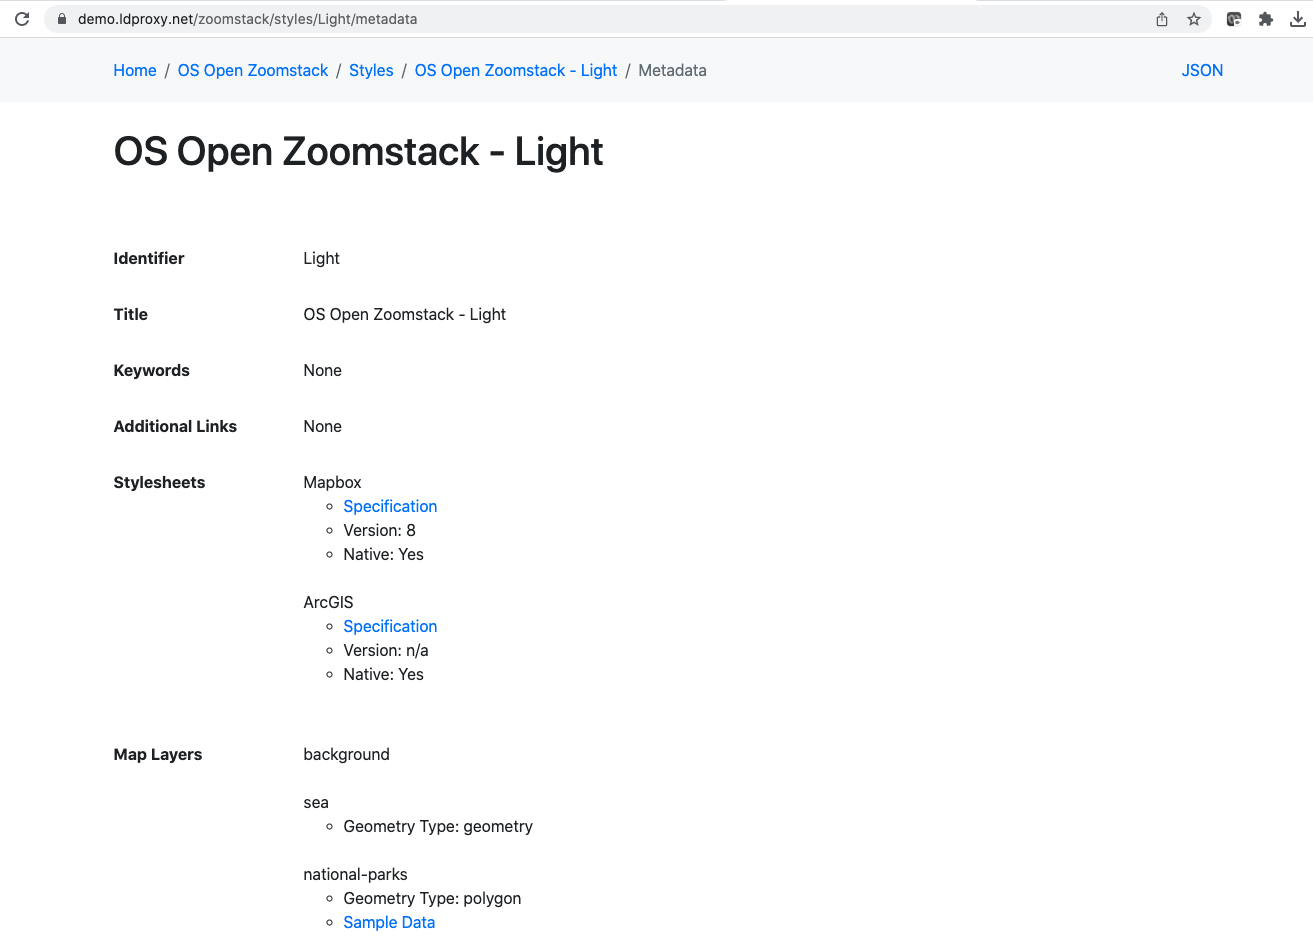 demo.ldproxy.net/zoomstack/styles/Light/metadata
Home / OS Open Zoomstack / Styles / OS Open Zoomstack - Light / Metadata JSON
OS Open Zoomstack - Light
Identifier Light
Title OS Open Zoomstack - Light
Keywords None
Additional Links None
Stylesheets Mapbox
Specification
Version: 8
Native: Yes
ArcGIS
Specification
Version: n/a
Native: Yes
Map Layers background
sea
Geometry Type: geometry
national-parks
Geometry Type: polygon
Sample Data